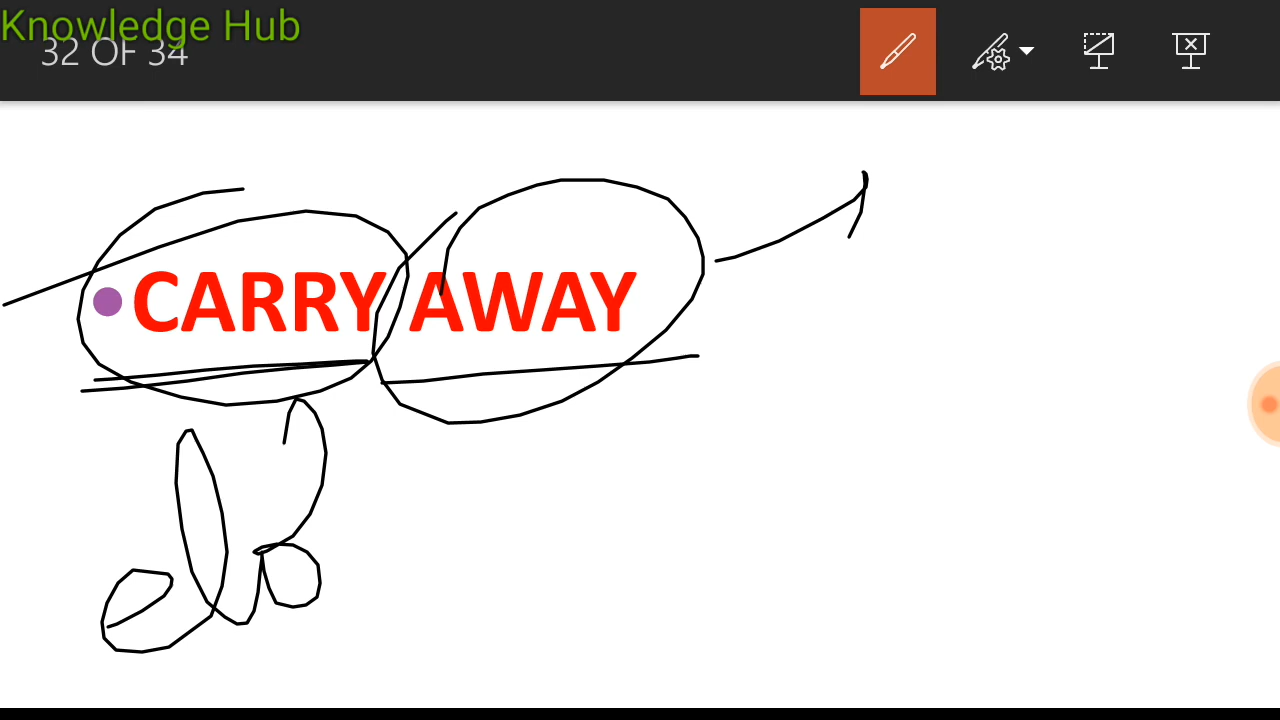 Knowledge Hub
32 OF 34
•CARRY AWAY